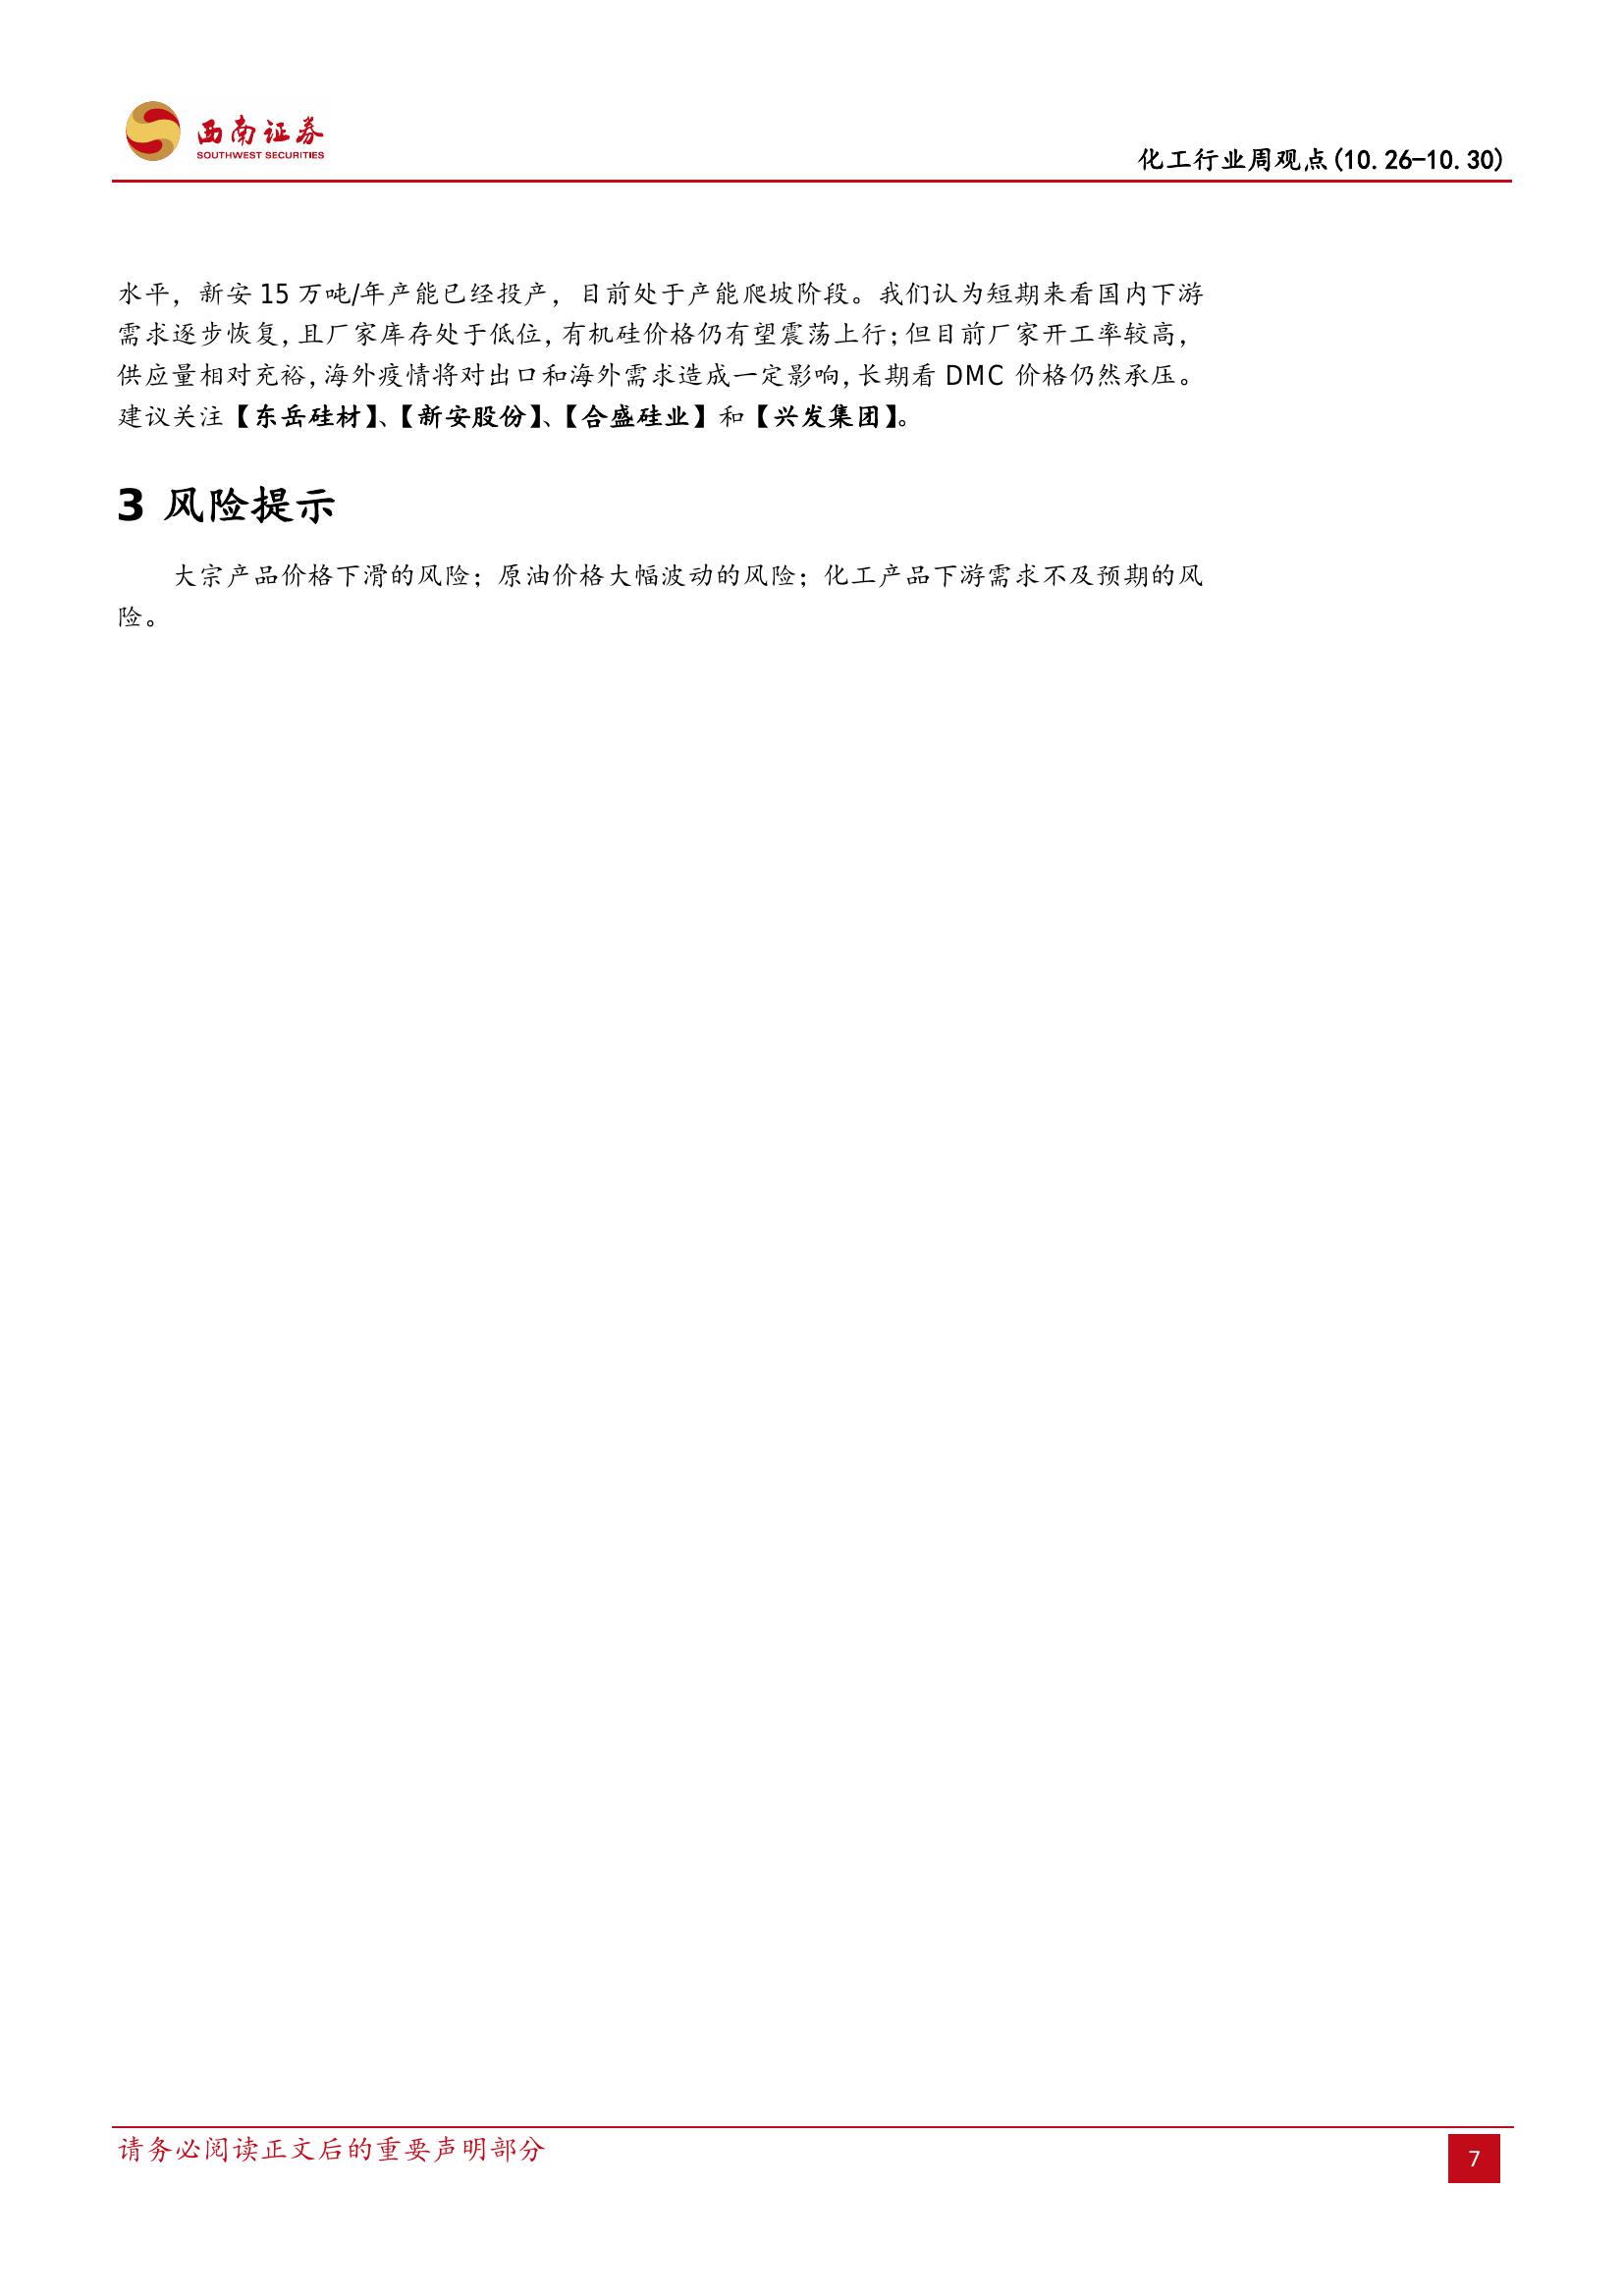 西南证券
SOUTHWEST SECURITIES
化工行业周观点(10.26-10.30)
水平，新安 15 万吨/年产能已经投产，目前处于产能爬坡阶段。我们认为短期来看国内下游
需求逐步恢复，且厂家库存处于低位，有机硅价格仍有望震荡上行；但目前厂家开工率较高，
供应量相对充裕，海外疫情将对出口和海外需求造成一定影响，长期看 DMC 价格仍然承压。
建议关注【东岳硅材】、【新安股份】、【合盛硅业】和【兴发集团】。
3 风险提示
大宗产品价格下滑的风险；原油价格大幅波动的风险；化工产品下游需求不及预期的风
险。
请务必阅读正文后的重要声明部分
7